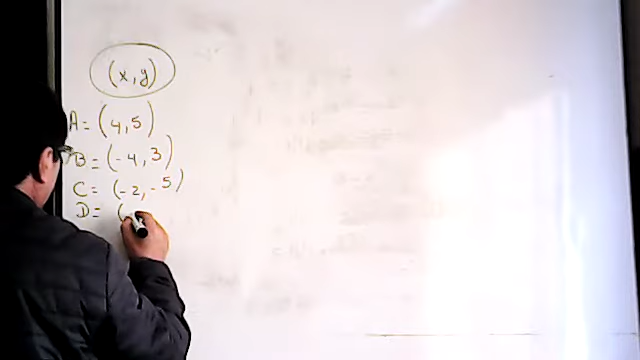 (x,y)
A= (4,5)
B= (-4,3)
C= (-2,-5)
D= (